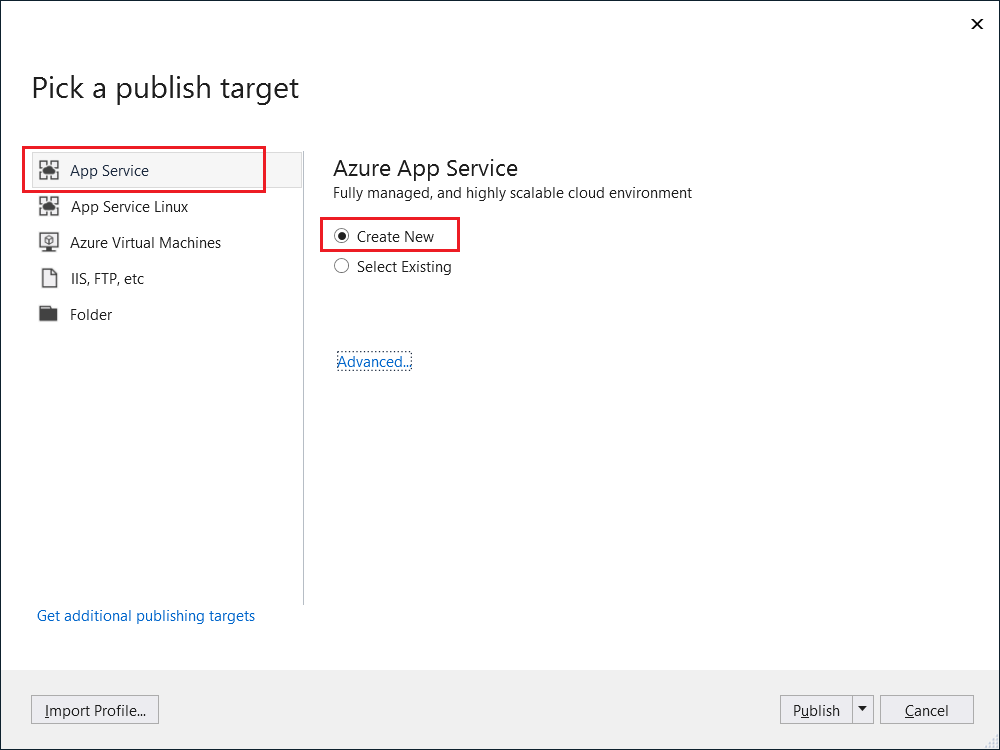 Pick a publish target
App Service
App Service Linux
Azure Virtual Machines
IIS, FTP, etc
Folder
Get additional publishing targets
Azure App Service
Fully managed, and highly scalable cloud environment
Create New
Select Existing
Advanced...
Import Profile...
Publish
Cancel